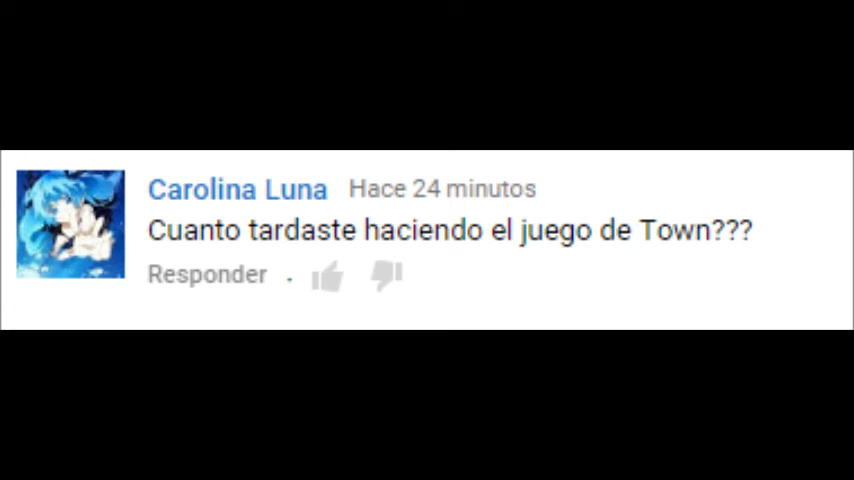 Carolina Luna Hace 24 minutos
Cuanto tardaste haciendo el juego de Town???
Responder